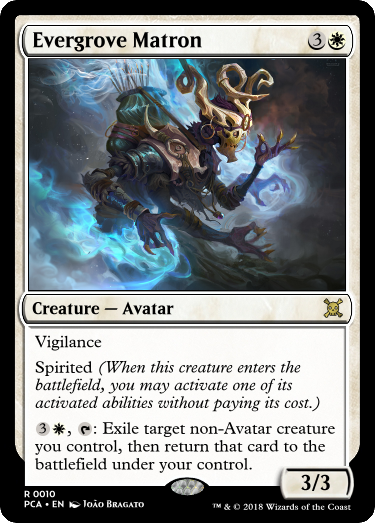 Evergrove Matron 3
Creature — Avatar
Vigilance
Spirited (When this creature enters the
battlefield, you may activate one of its
activated abilities without paying its cost.)
3 , : Exile target non-Avatar creature
you control, then return that card to the
battlefield under your control.
3/3
R 0010
PCA • EN João Bragato
™ & © 2018 Wizards of the Coast